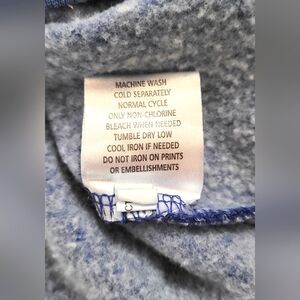 MACHINE WASH
COLD SEPARATELY
NORMAL CYCLE
ONLY NON-CHLORINE
BLEACH WHEN NEEDED
TUMBLE DRY LOW
COOL IRON IF NEEDED
DO NOT IRON ON PRINTS
OR EMBELLISHMENTS